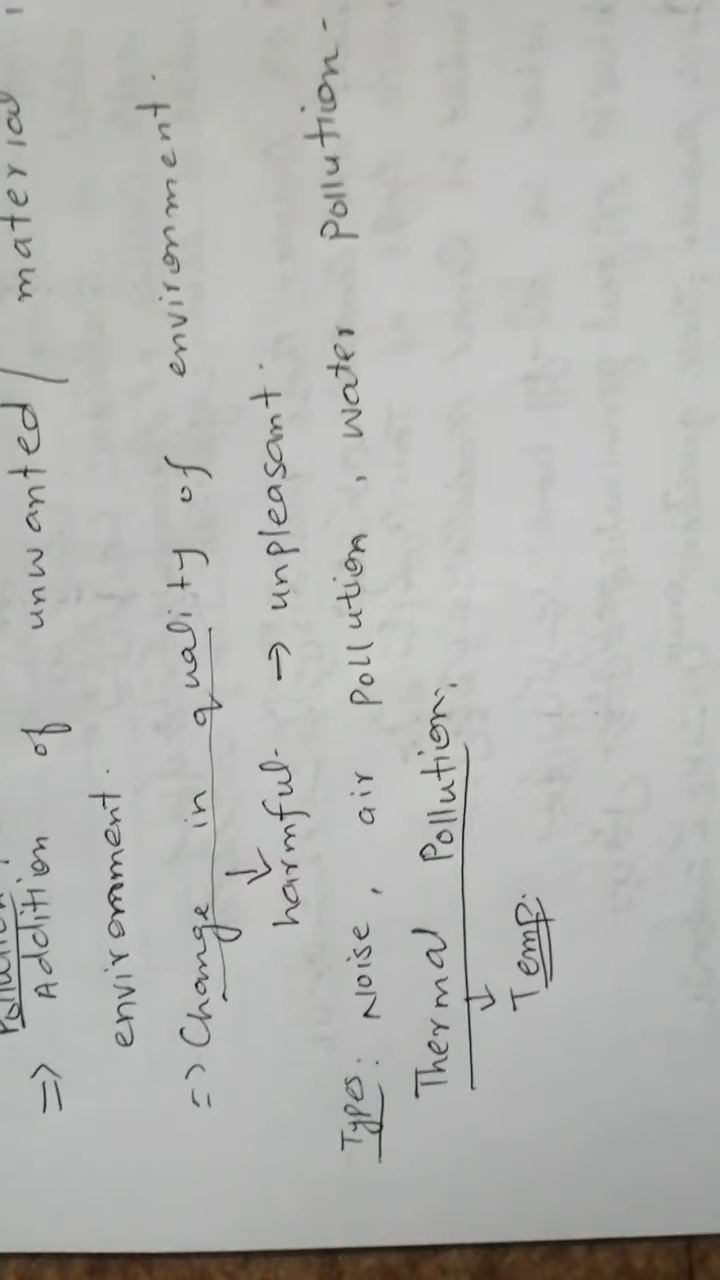 Pollution:
=> Addition of unwanted / material
environment.
=> Change in quality of environment.
↓
harmful. → unpleasant.
Types: Noise, air pollution, water pollution.
Thermal Pollution,
↓
Temp.